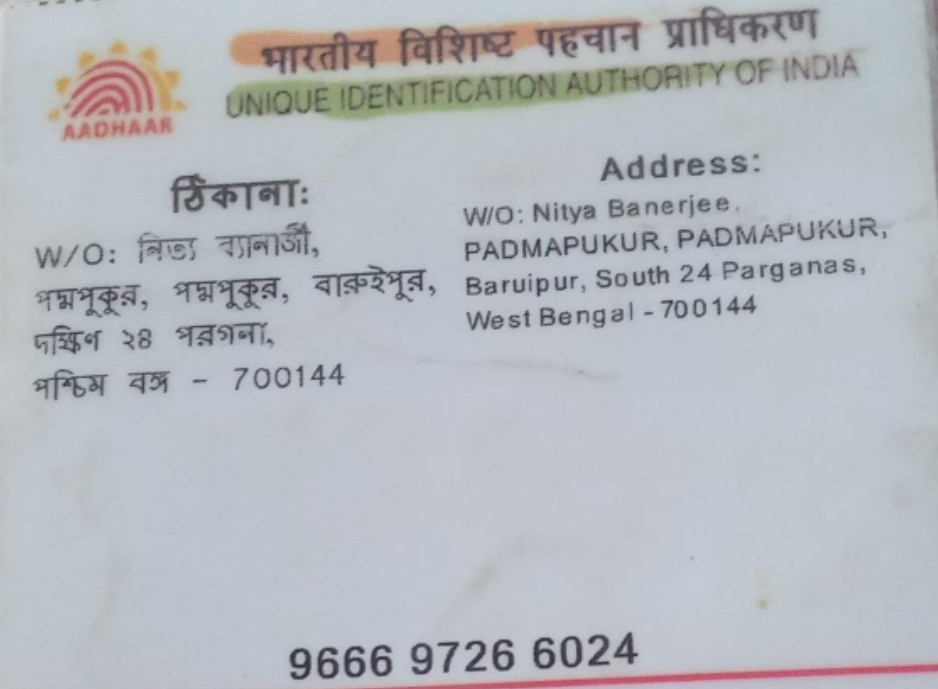 भारतीय विशिष्ट पहचान प्राधिकरण
UNIQUE IDENTIFICATION AUTHORITY OF INDIA
AADHAAR
ঠিকানা:
W/O: নিত্য ব্যানার্জী,
পদ্মপুকুর, পদ্মপুকুর, বারুইপুর,
দক্ষিণ ২৪ পরগনা,
পশ্চিম বঙ্গ - 700144
Address:
W/O: Nitya Banerjee,
PADMAPUKUR, PADMAPUKUR,
Baruipur, South 24 Parganas,
West Bengal - 700144
9666 9726 6024